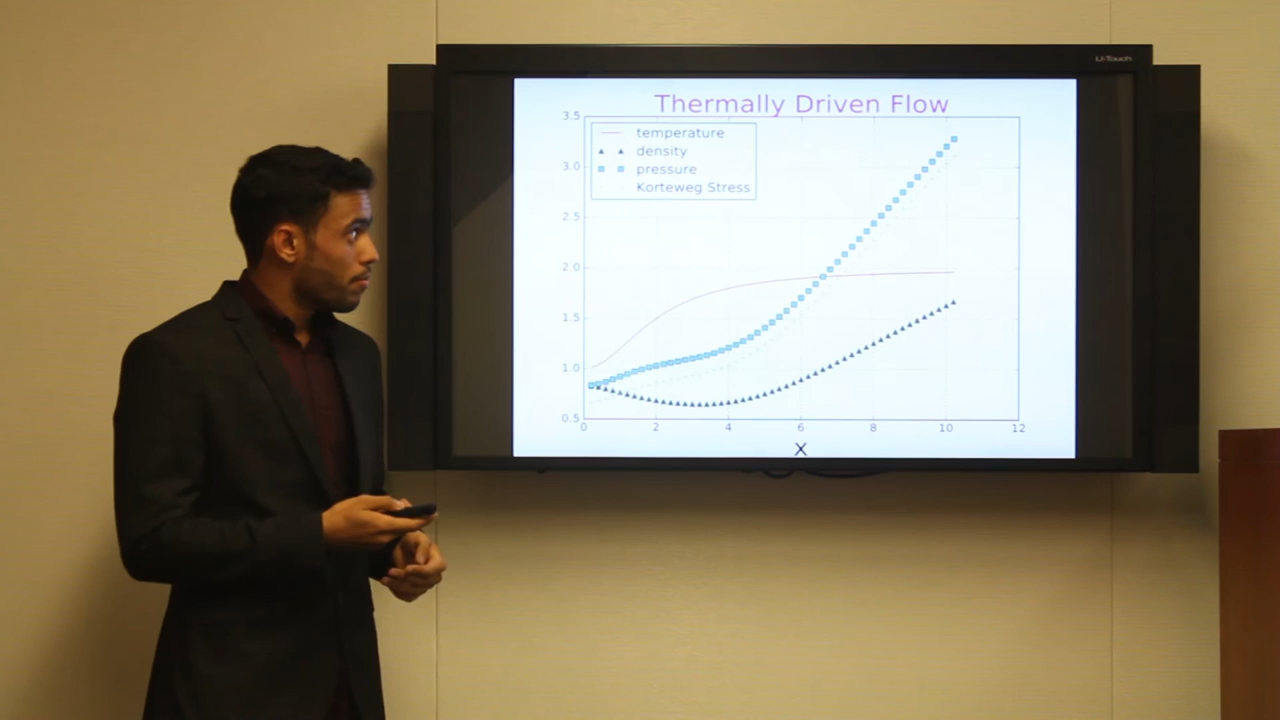 U-Touch
Thermally Driven Flow
temperature
density
pressure
Korteweg Stress
3.5
3.0
2.5
2.0
1.5
1.0
0.5
0 2 4 6 8 10 12
X